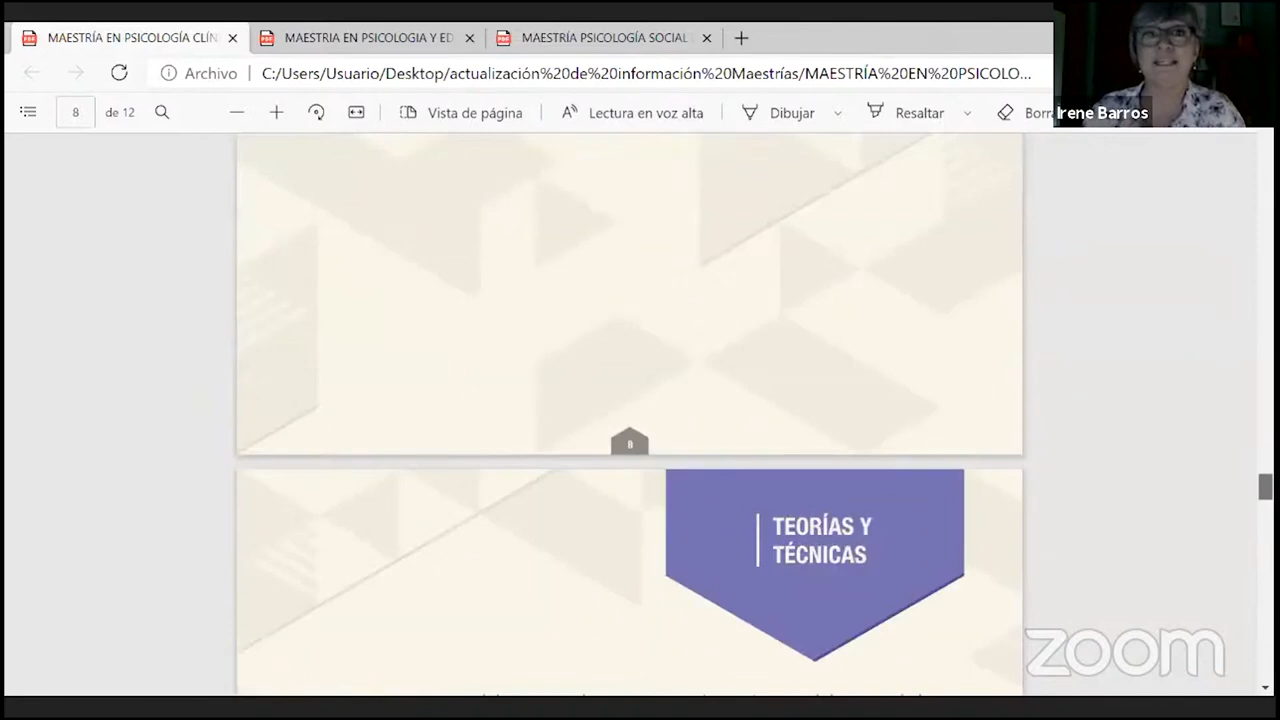 MAESTRÍA EN PSICOLOGÍA CLÍN
MAESTRIA EN PSICOLOGIA Y ED
MAESTRÍA PSICOLOGÍA SOCIAL
Archivo
C:/Users/Usuario/Desktop/actualización%20de%20información%20Maestrías/MAESTRÍA%20EN%20PSICOLO...
8 de 12
Vista de página
Lectura en voz alta
Dibujar
Resaltar
Borr
Irene Barros
8
TEORÍAS Y
TÉCNICAS
zoom